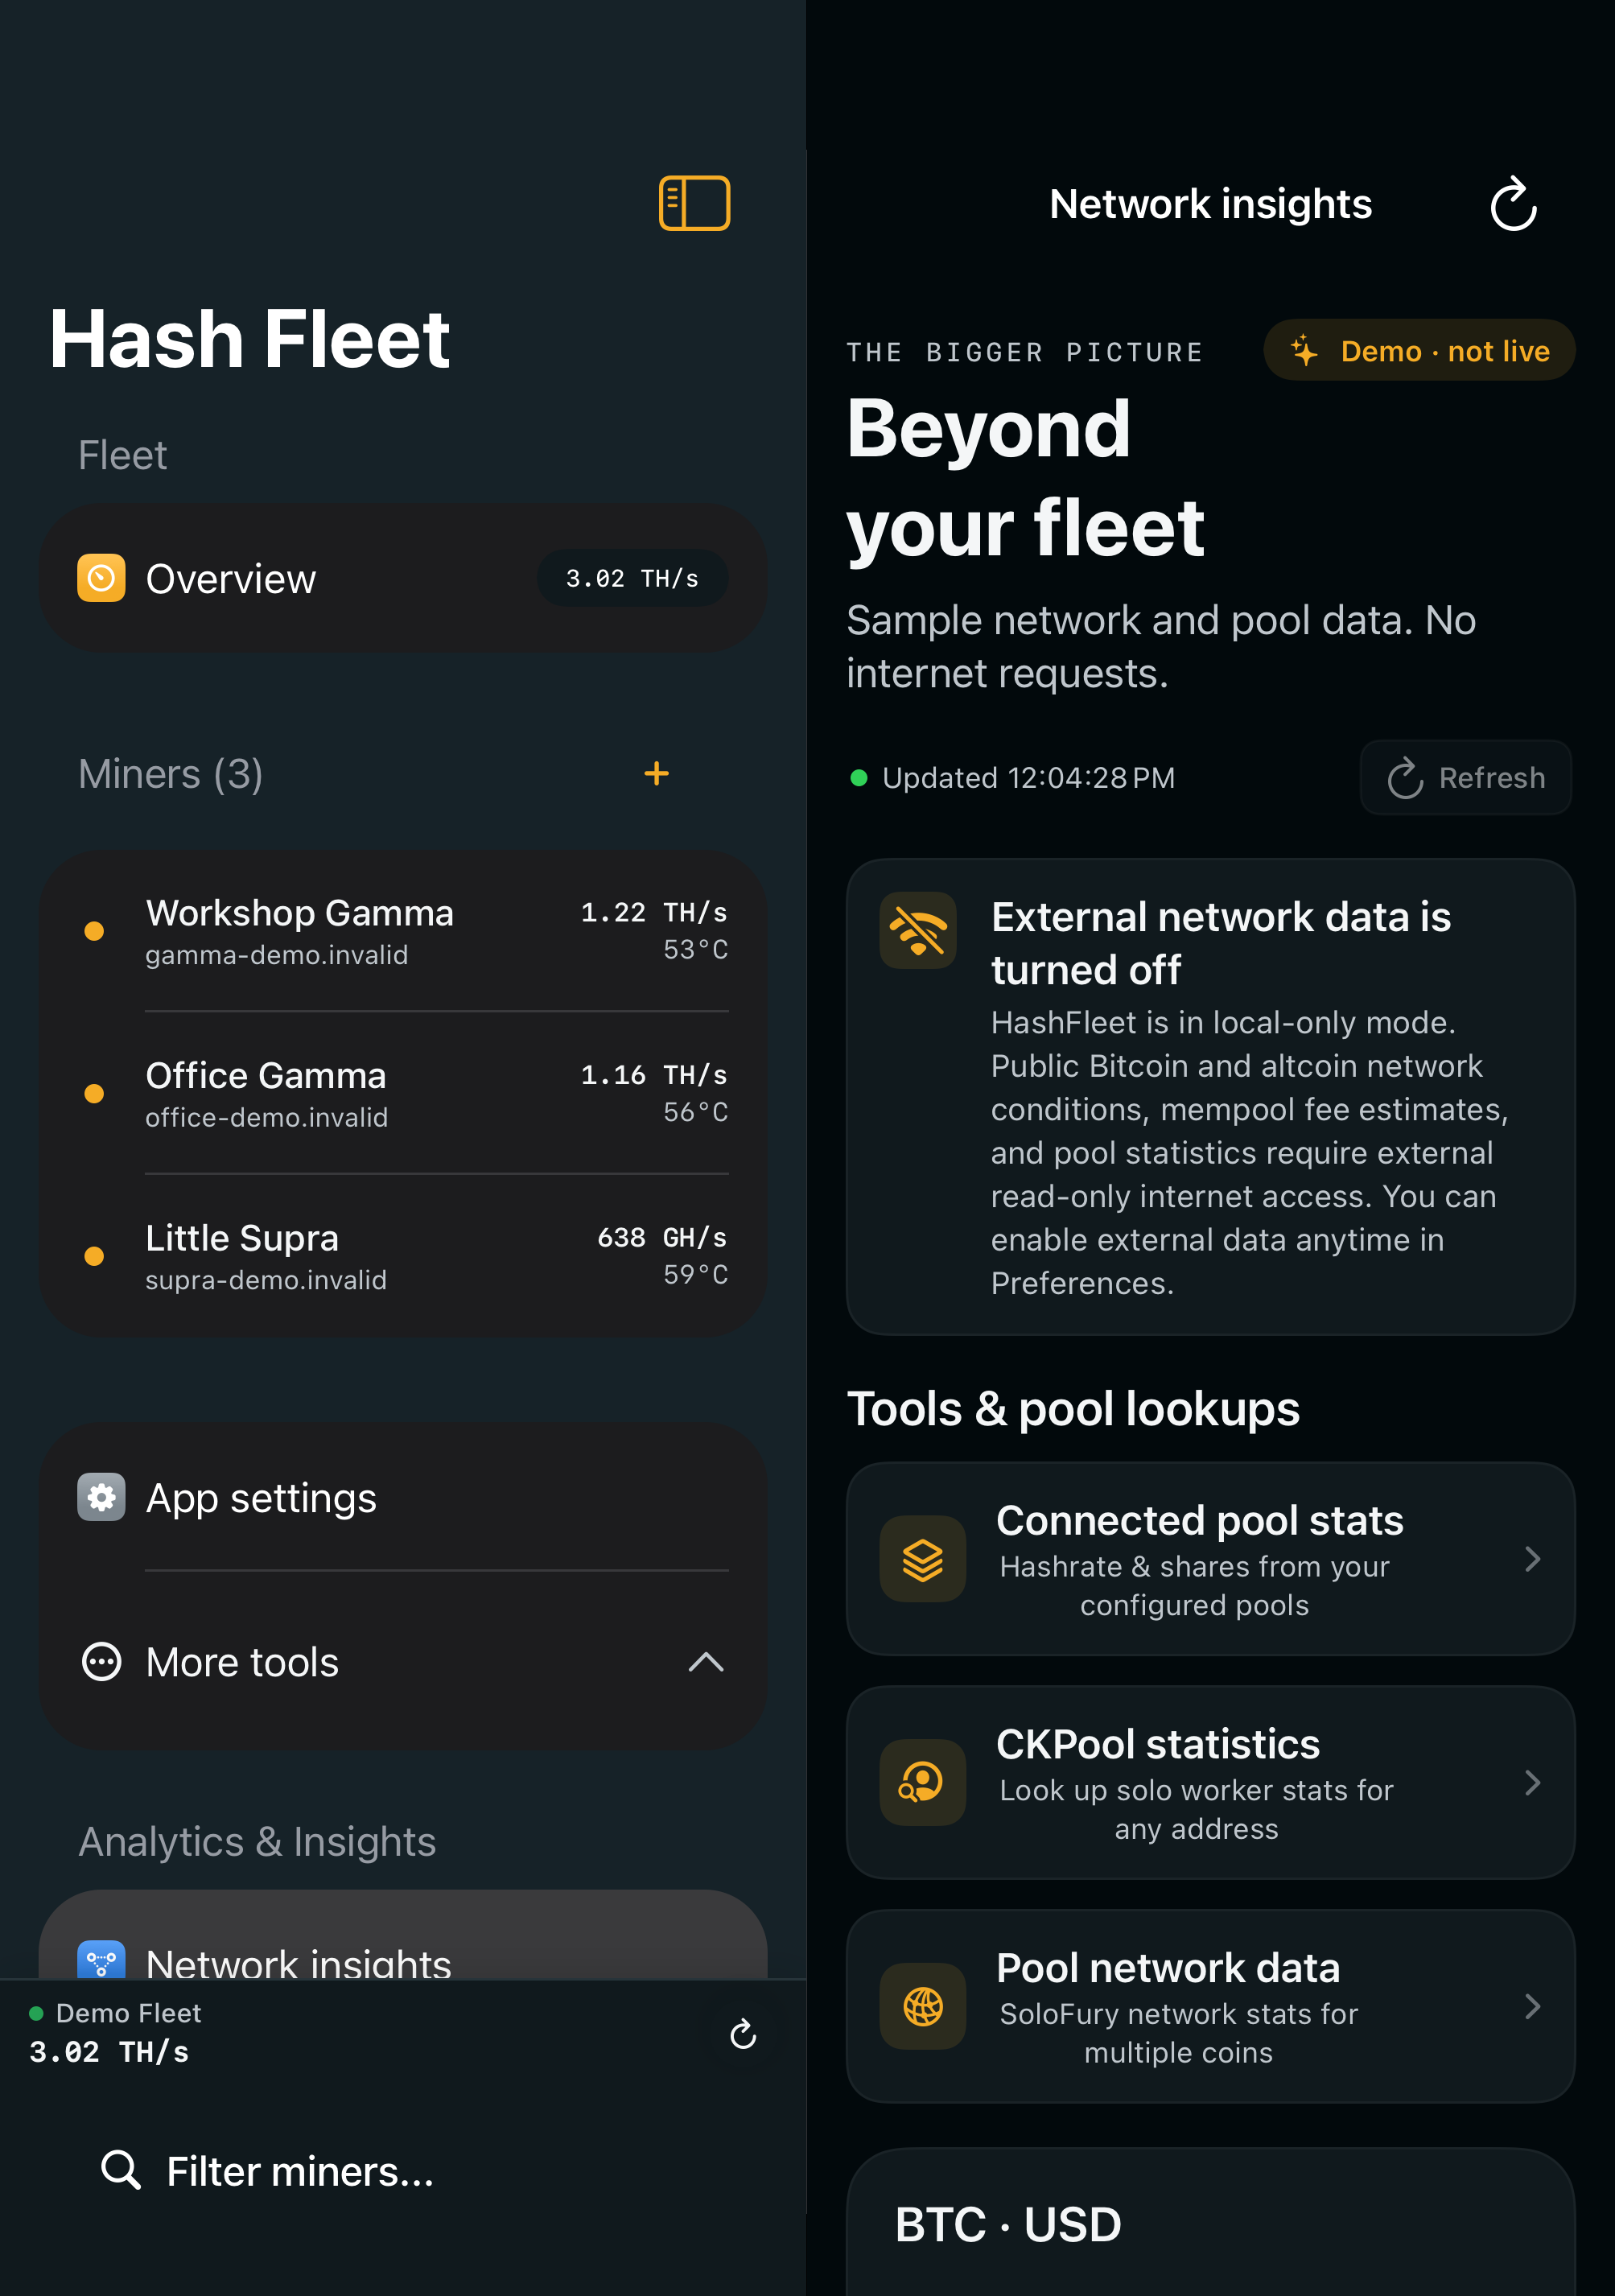 Hash Fleet
Fleet
Overview
3.02 TH/s
Miners (3)
+
Workshop Gamma
1.22 TH/s
gamma-demo.invalid
53°C
Office Gamma
1.16 TH/s
office-demo.invalid
56°C
Little Supra
638 GH/s
supra-demo.invalid
59°C
App settings
More tools
Analytics & Insights
Network insights
Demo Fleet
3.02 TH/s
Filter miners...
Network insights
THE BIGGER PICTURE
Demo · not live
Beyond
your fleet
Sample network and pool data. No
internet requests.
Updated 12:04:28 PM
Refresh
External network data is
turned off
HashFleet is in local-only mode.
Public Bitcoin and altcoin network
conditions, mempool fee estimates,
and pool statistics require external
read-only internet access. You can
enable external data anytime in
Preferences.
Tools & pool lookups
Connected pool stats
Hashrate & shares from your
configured pools
CKPool statistics
Look up solo worker stats for
any address
Pool network data
SoloFury network stats for
multiple coins
BTC · USD